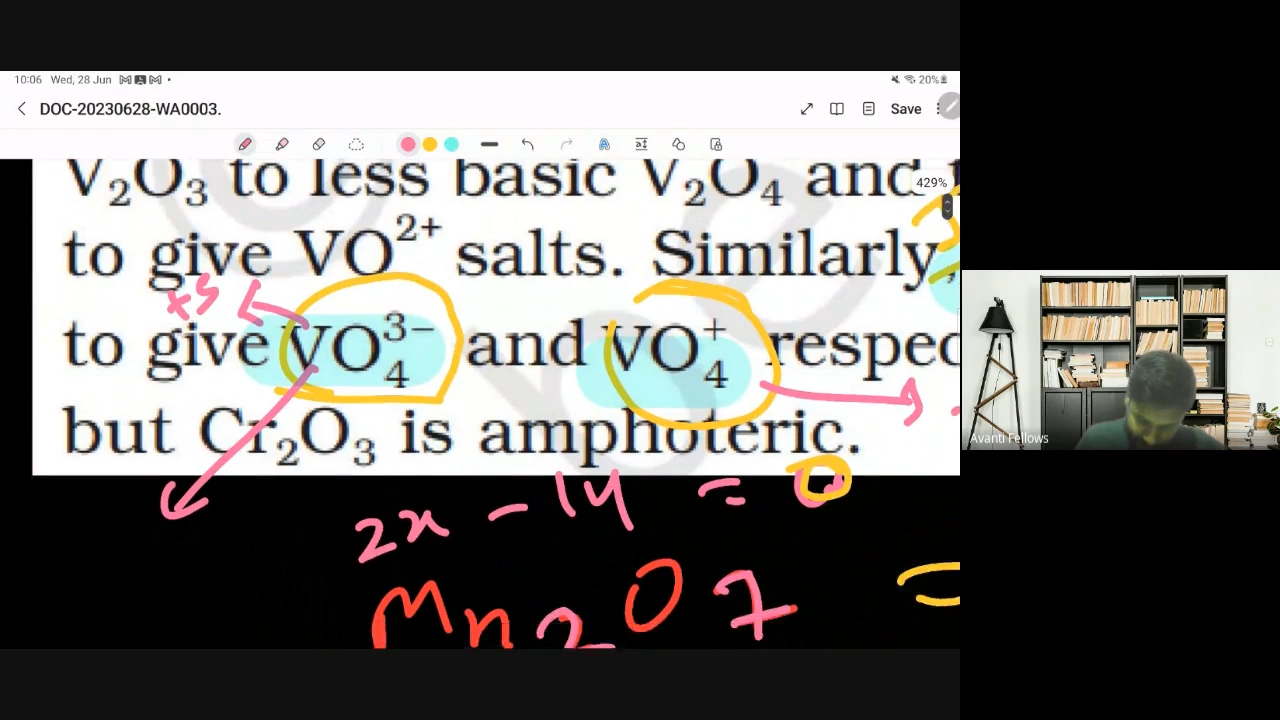 10:06 Wed, 28 Jun 20%
DOC-20230628-WA0003. Save
V₂O₃ to less basic V₂O₄ and
429%
to give VO²⁺ salts. Similarly,
+5
to give VO₄³⁻ and VO₄⁺ respec
but Cr₂O₃ is amphoteric.
2x - 14 = 0
Mn₂O₇ =
Avanti Fellows